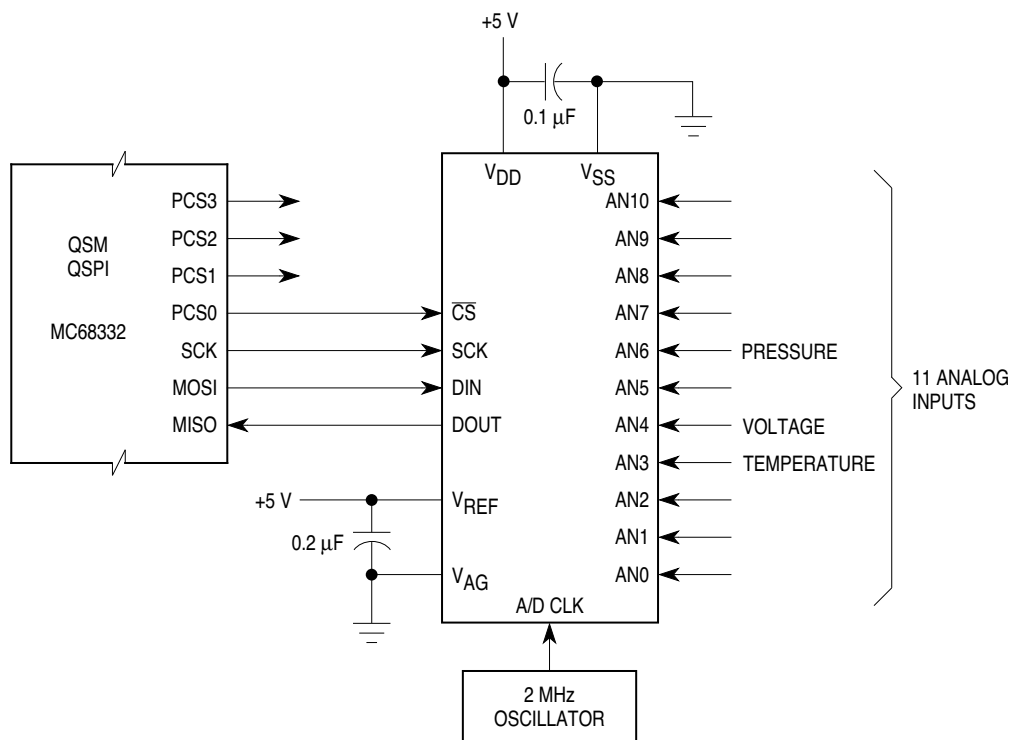 +5 V
0.1 μF
VDD
VSS
QSM
QSPI
MC68332
PCS3
PCS2
PCS1
PCS0
SCK
MOSI
MISO
CS
SCK
DIN
DOUT
+5 V
VREF
0.2 μF
VAG
AN10
AN9
AN8
AN7
AN6
AN5
AN4
AN3
AN2
AN1
AN0
PRESSURE
VOLTAGE
TEMPERATURE
11 ANALOG
INPUTS
A/D CLK
2 MHz
OSCILLATOR